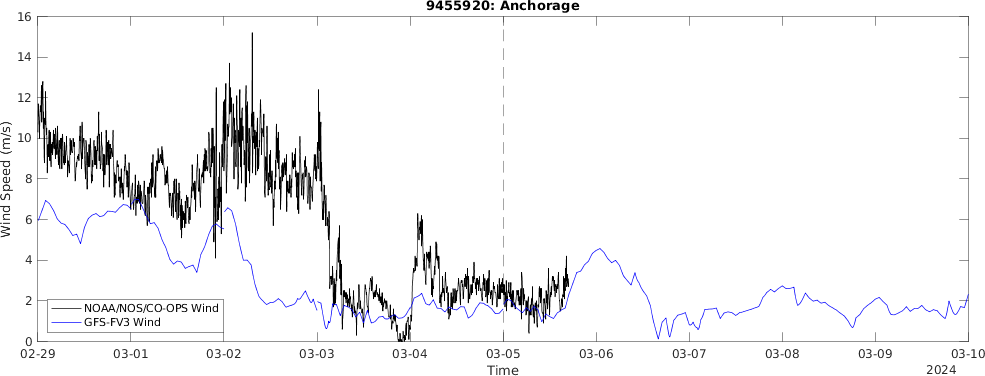 9455920: Anchorage
16
14
12
10
8
6
4
2
0
Wind Speed (m/s)
NOAA/NOS/CO-OPS Wind
GFS-FV3 Wind
02-29 03-01 03-02 03-03 03-04 03-05 03-06 03-07 03-08 03-09 03-10
Time
2024